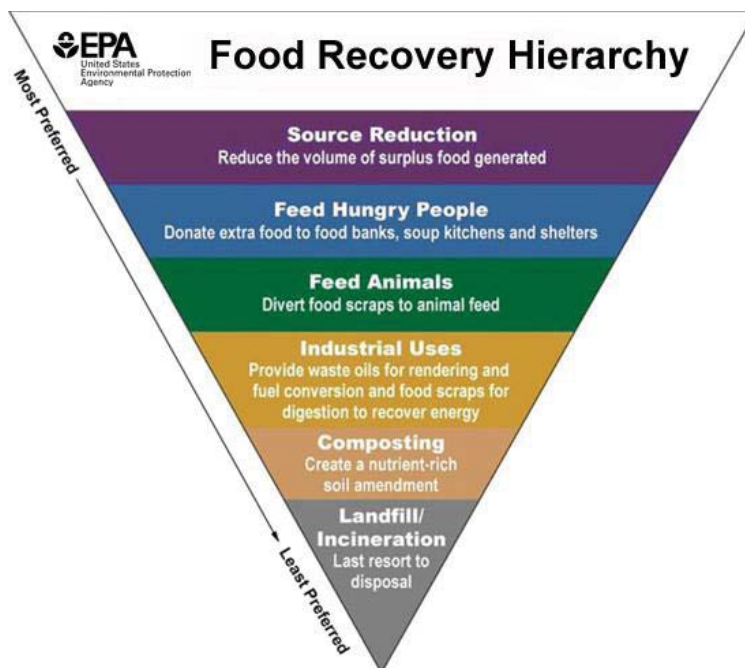 EPA
United States
Environmental Protection
Agency
Food Recovery Hierarchy
Most Preferred
Source Reduction
Reduce the volume of surplus food generated
Feed Hungry People
Donate extra food to food banks, soup kitchens and shelters
Feed Animals
Divert food scraps to animal feed
Industrial Uses
Provide waste oils for rendering and
fuel conversion and food scraps for
digestion to recover energy
Composting
Create a nutrient-rich
soil amendment
Landfill/
Incineration
Last resort to
disposal
Least Preferred